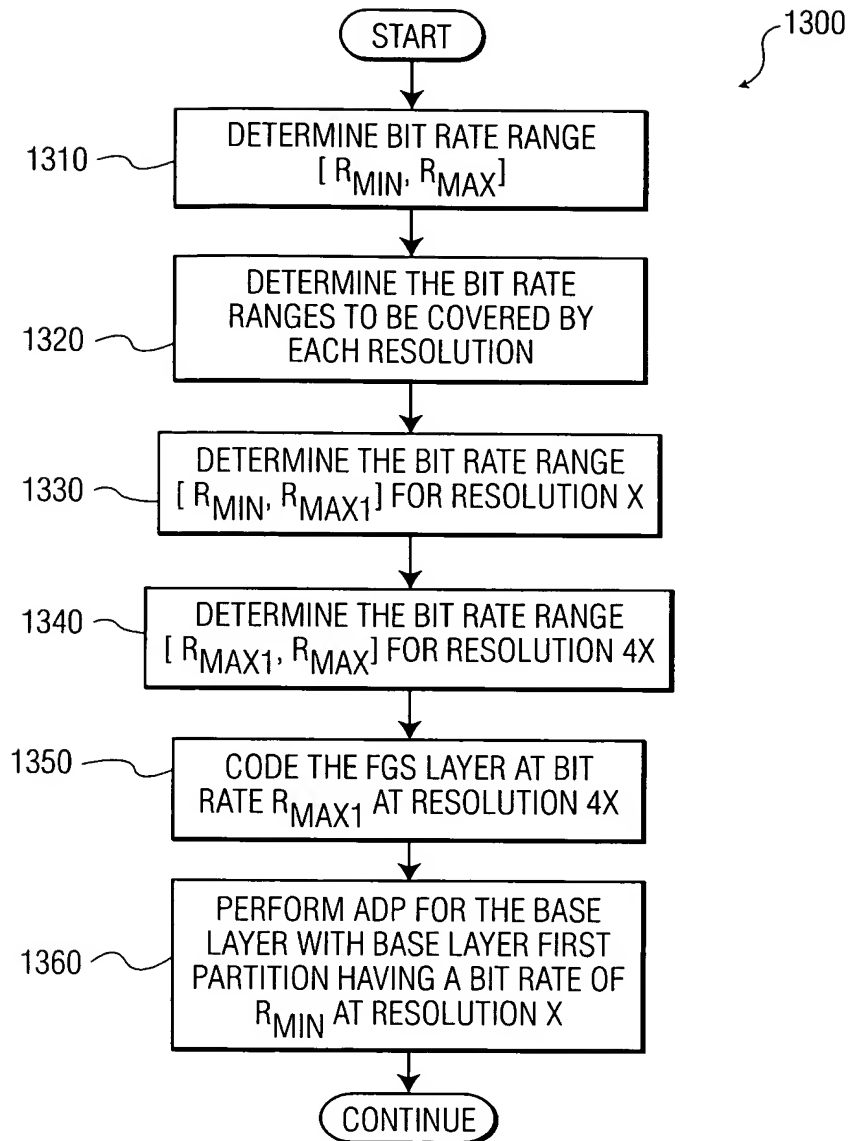 START
1300
DETERMINE BIT RATE RANGE
[ RMIN, RMAX]
1310
DETERMINE THE BIT RATE
RANGES TO BE COVERED BY
EACH RESOLUTION
1320
DETERMINE THE BIT RATE RANGE
[ RMIN, RMAX1] FOR RESOLUTION X
1330
DETERMINE THE BIT RATE RANGE
[ RMAX1, RMAX] FOR RESOLUTION 4X
1340
CODE THE FGS LAYER AT BIT
RATE RMAX1 AT RESOLUTION 4X
1350
PERFORM ADP FOR THE BASE
LAYER WITH BASE LAYER FIRST
PARTITION HAVING A BIT RATE OF
RMIN AT RESOLUTION X
1360
CONTINUE